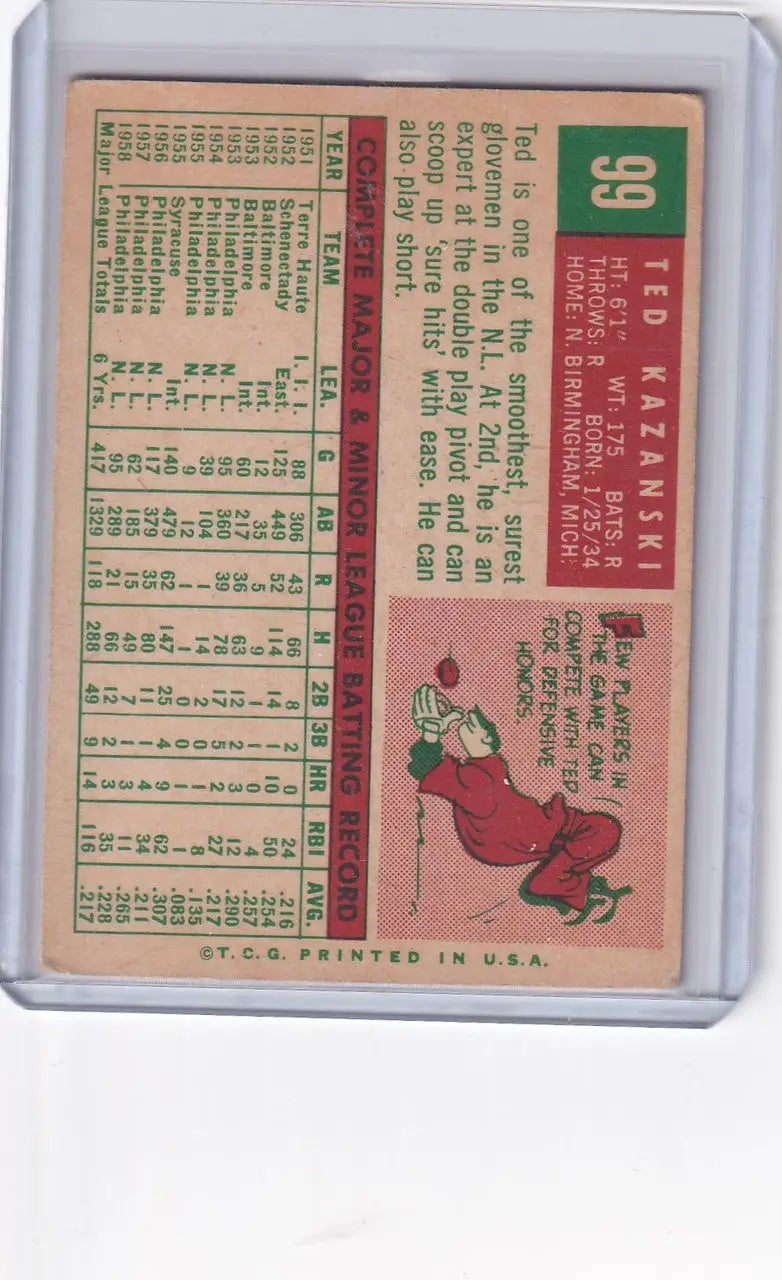 99
TED KAZANSKI
HT: 6'1" WT: 175 BATS: R
THROWS: R BORN: 1/25/34
HOME: N. BIRMINGHAM, MICH.
Ted is one of the smoothest, surest
glovemen in the N.L. At 2nd, he is an
expert at the double play pivot and can
scoop up 'sure hits' with ease. He can
also play short.
FEW PLAYERS IN
THE GAME CAN
COMPETE WITH TED
FOR DEFENSIVE
HONORS.
COMPLETE MAJOR & MINOR LEAGUE BATTING RECORD
YEAR TEAM LEA. G AB R H 2B 3B HR RBI AVG.
1951 Terre Haute I. I. I. 88 306 43 66 8 2 0 24 .216
1952 Schenectady East. 125 449 52 114 14 1 10 50 .254
1952 Baltimore Int. 12 35 5 9 1 1 0 4 .257
1953 Baltimore Int. 60 217 36 63 12 2 3 12 .290
1953 Philadelphia N. L. 95 360 39 78 17 5 2 27 .217
1954 Philadelphia N. L. 39 104 7 14 2 0 1 8 .135
1955 Philadelphia N. L. 9 12 1 1 0 0 1 1 .083
1955 Syracuse Int. 140 479 62 147 25 4 9 62 .307
1956 Philadelphia N. L. 117 379 35 80 11 1 4 34 .211
1957 Philadelphia N. L. 62 185 15 49 7 1 3 11 .265
1958 Philadelphia N. L. 95 289 21 66 12 2 3 35 .228
Major League Totals 6 Yrs. 417 1329 118 288 49 9 14 116 .217
©T. C. G. PRINTED IN U.S.A.